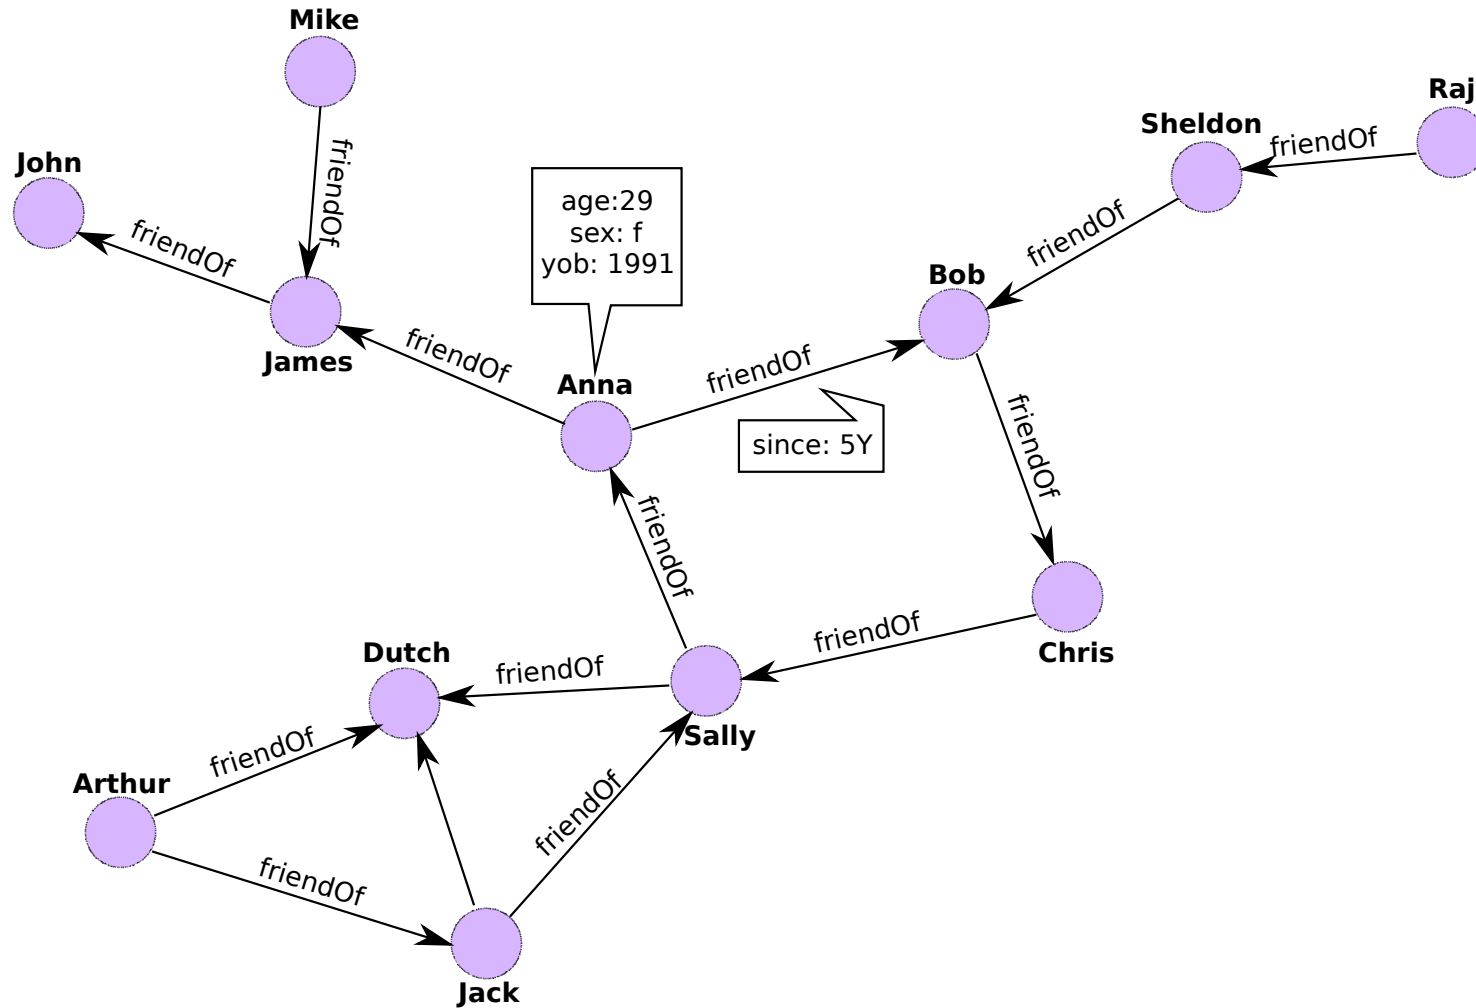 Mike
Raj
Sheldon
friendOf
John
friendOf
age:29
sex: f
yob: 1991
friendOf
friendOf
Bob
James
friendOf
Anna
friendOf
since: 5Y
friendOf
friendOf
friendOf
Chris
Dutch
friendOf
Sally
friendOf
Arthur
friendOf
friendOf
Jack